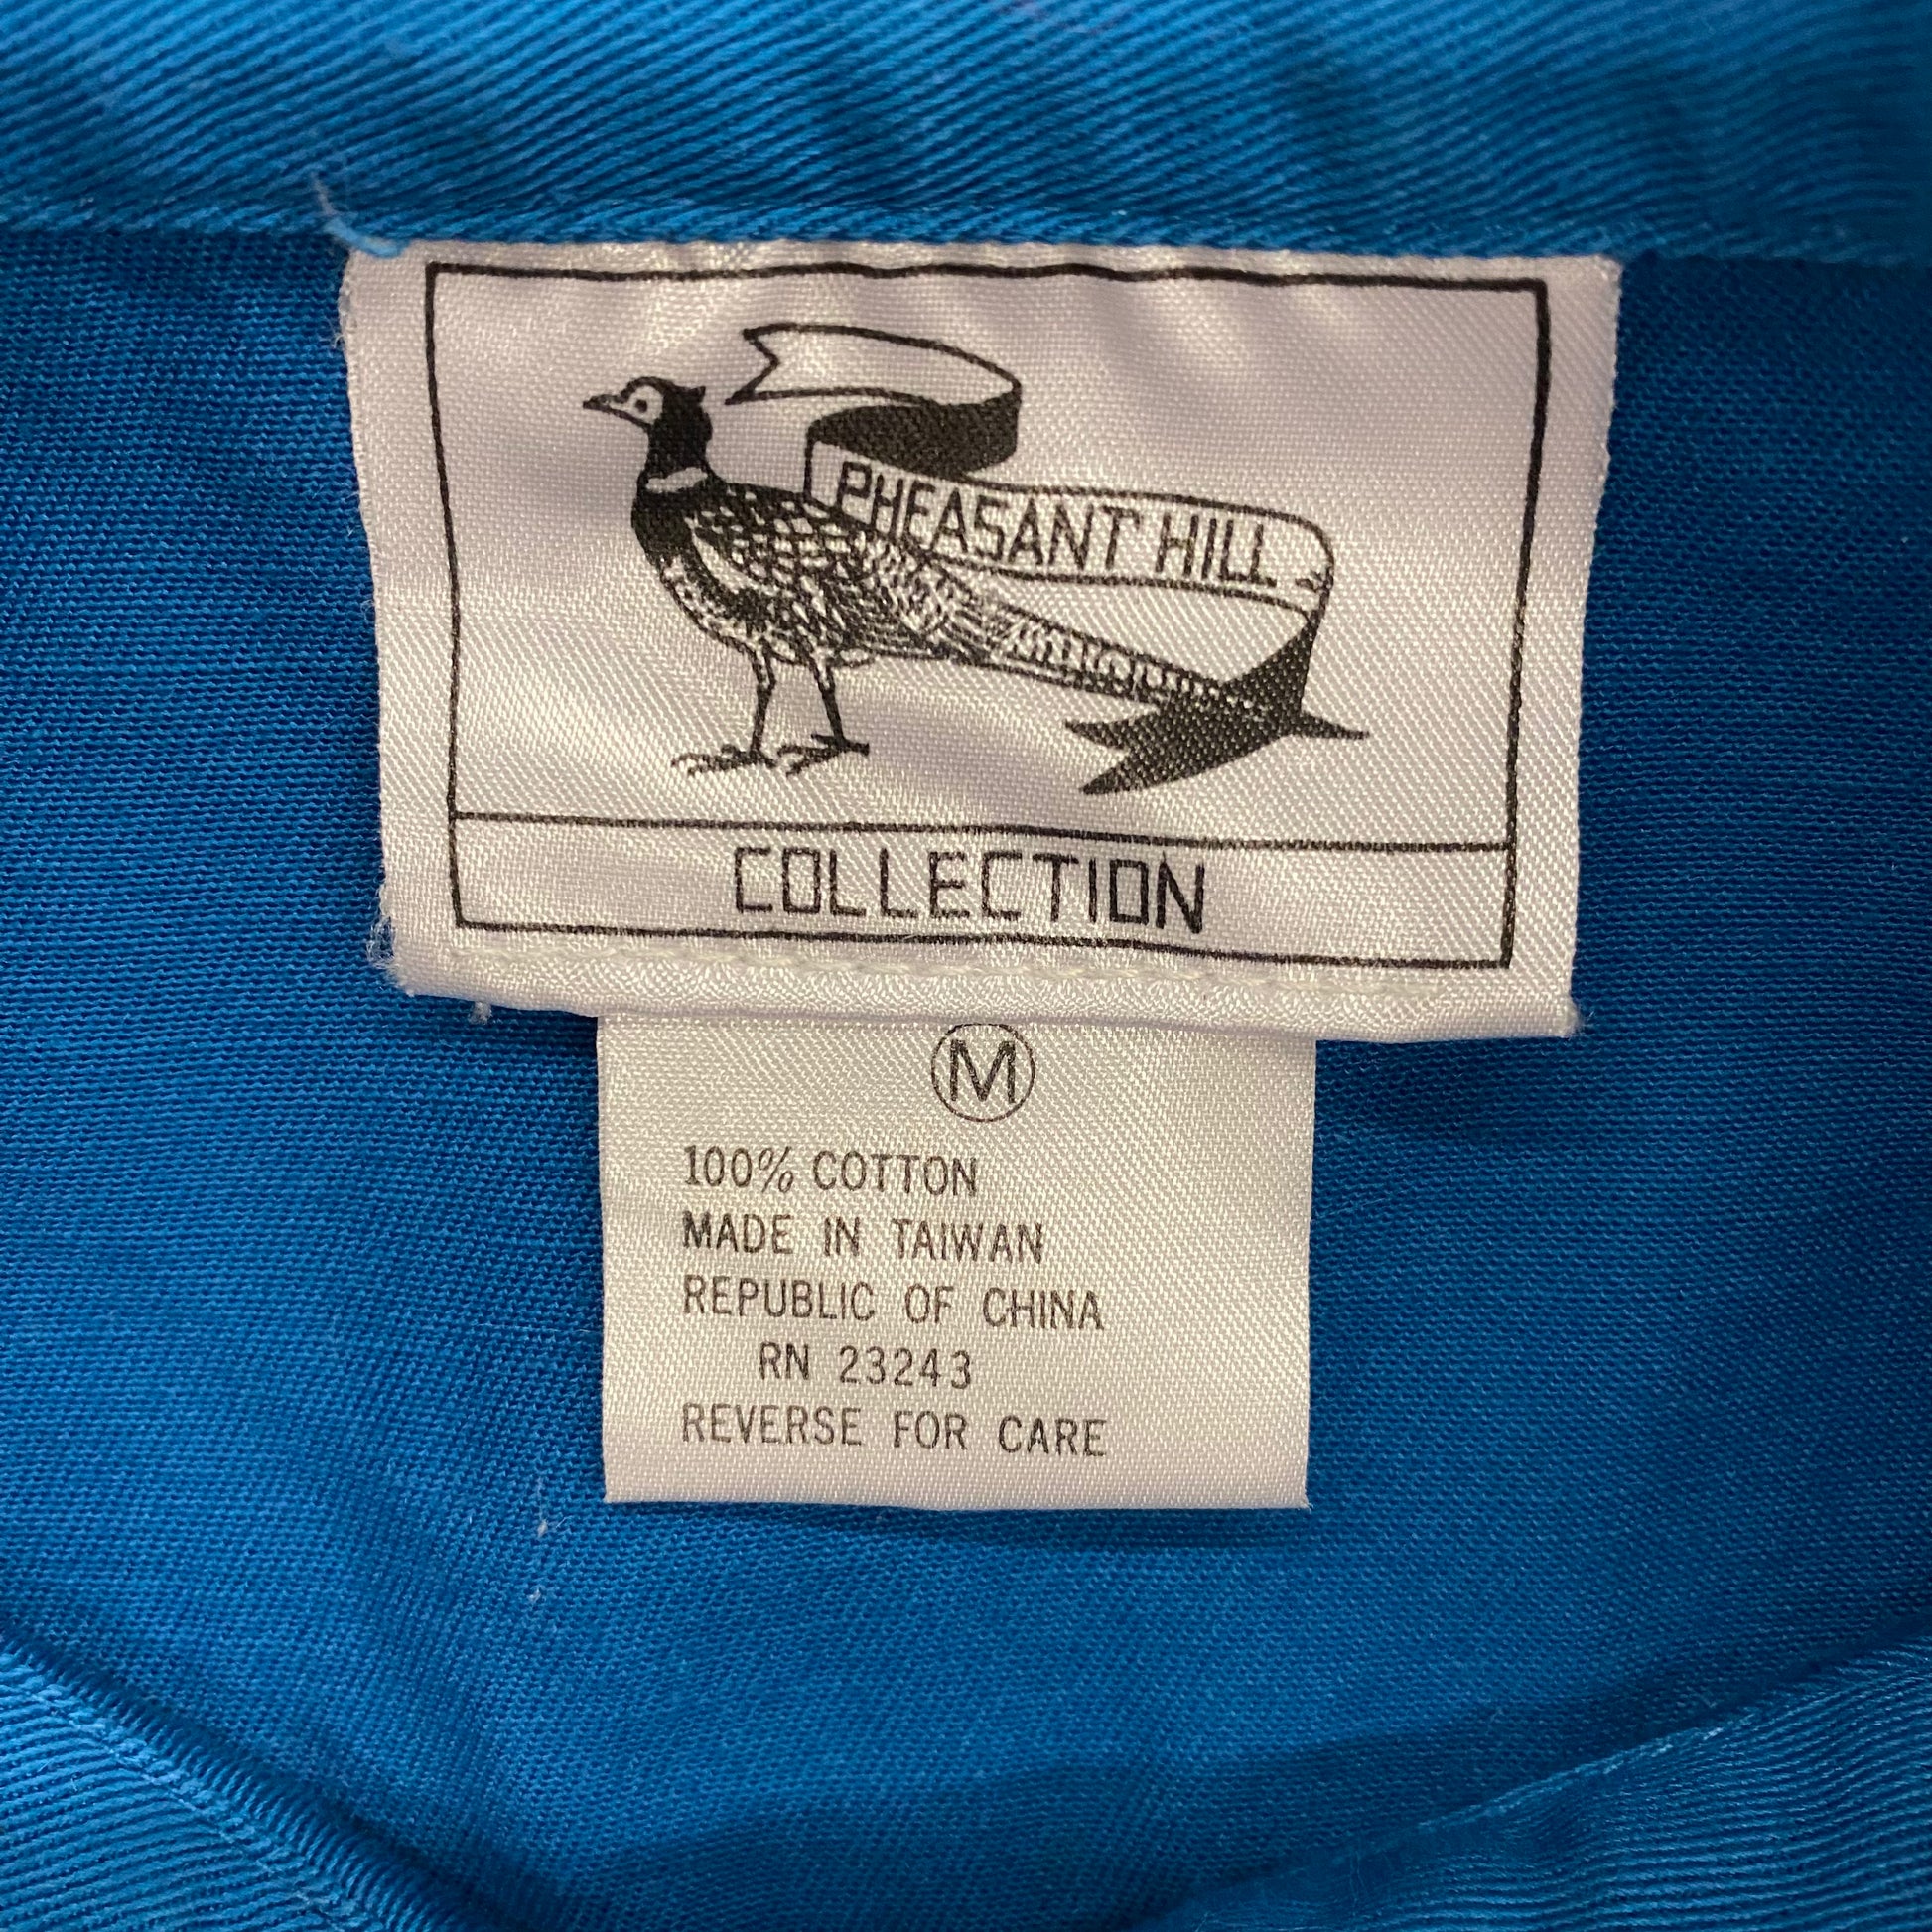 PHEASANT HILL
COLLECTION
M
100% COTTON
MADE IN TAIWAN
REPUBLIC OF CHINA
RN 23243
REVERSE FOR CARE